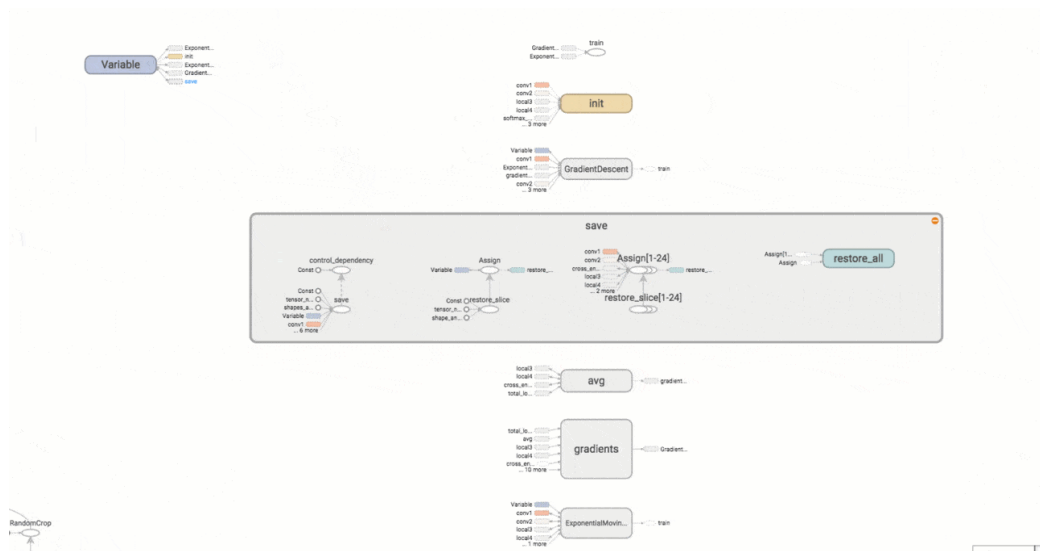 Variable
Exponent...
init
Exponent...
Gradient...
save
train
Gradient...
Exponent...
conv1
conv2
local3
local4
softmax_...
... 3 more
init
Variable
conv1
Exponent...
gradient...
conv2
... 3 more
GradientDescent
train
save
control_dependency
Const
Const
tensor_n...
shapes_a...
Variable
conv1
... 6 more
save
Assign
Variable
restore_...
Const
tensor_n...
shape_an...
restore_slice
conv1
conv2
cross_en...
local3
local4
... 2 more
Assign[1-24]
restore_...
restore_slice[1-24]
Assign[1...
Assign
restore_all
local3
local4
cross_en...
total_lo...
avg
gradient...
total_lo...
avg
local3
local4
cross_en...
... 10 more
gradients
Gradient...
Variable
conv1
conv2
local3
local4
... 1 more
ExponentialMovin...
train
RandomCrop